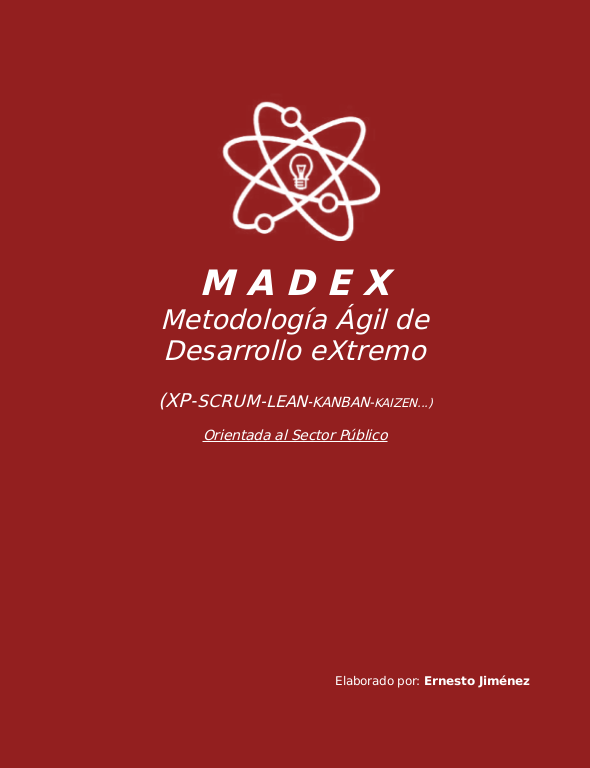 M A D E X
Metodología Ágil de
Desarrollo eXtremo
(XP-SCRUM-LEAN-KANBAN-KAIZEN...)
Orientada al Sector Público
Elaborado por: Ernesto Jiménez